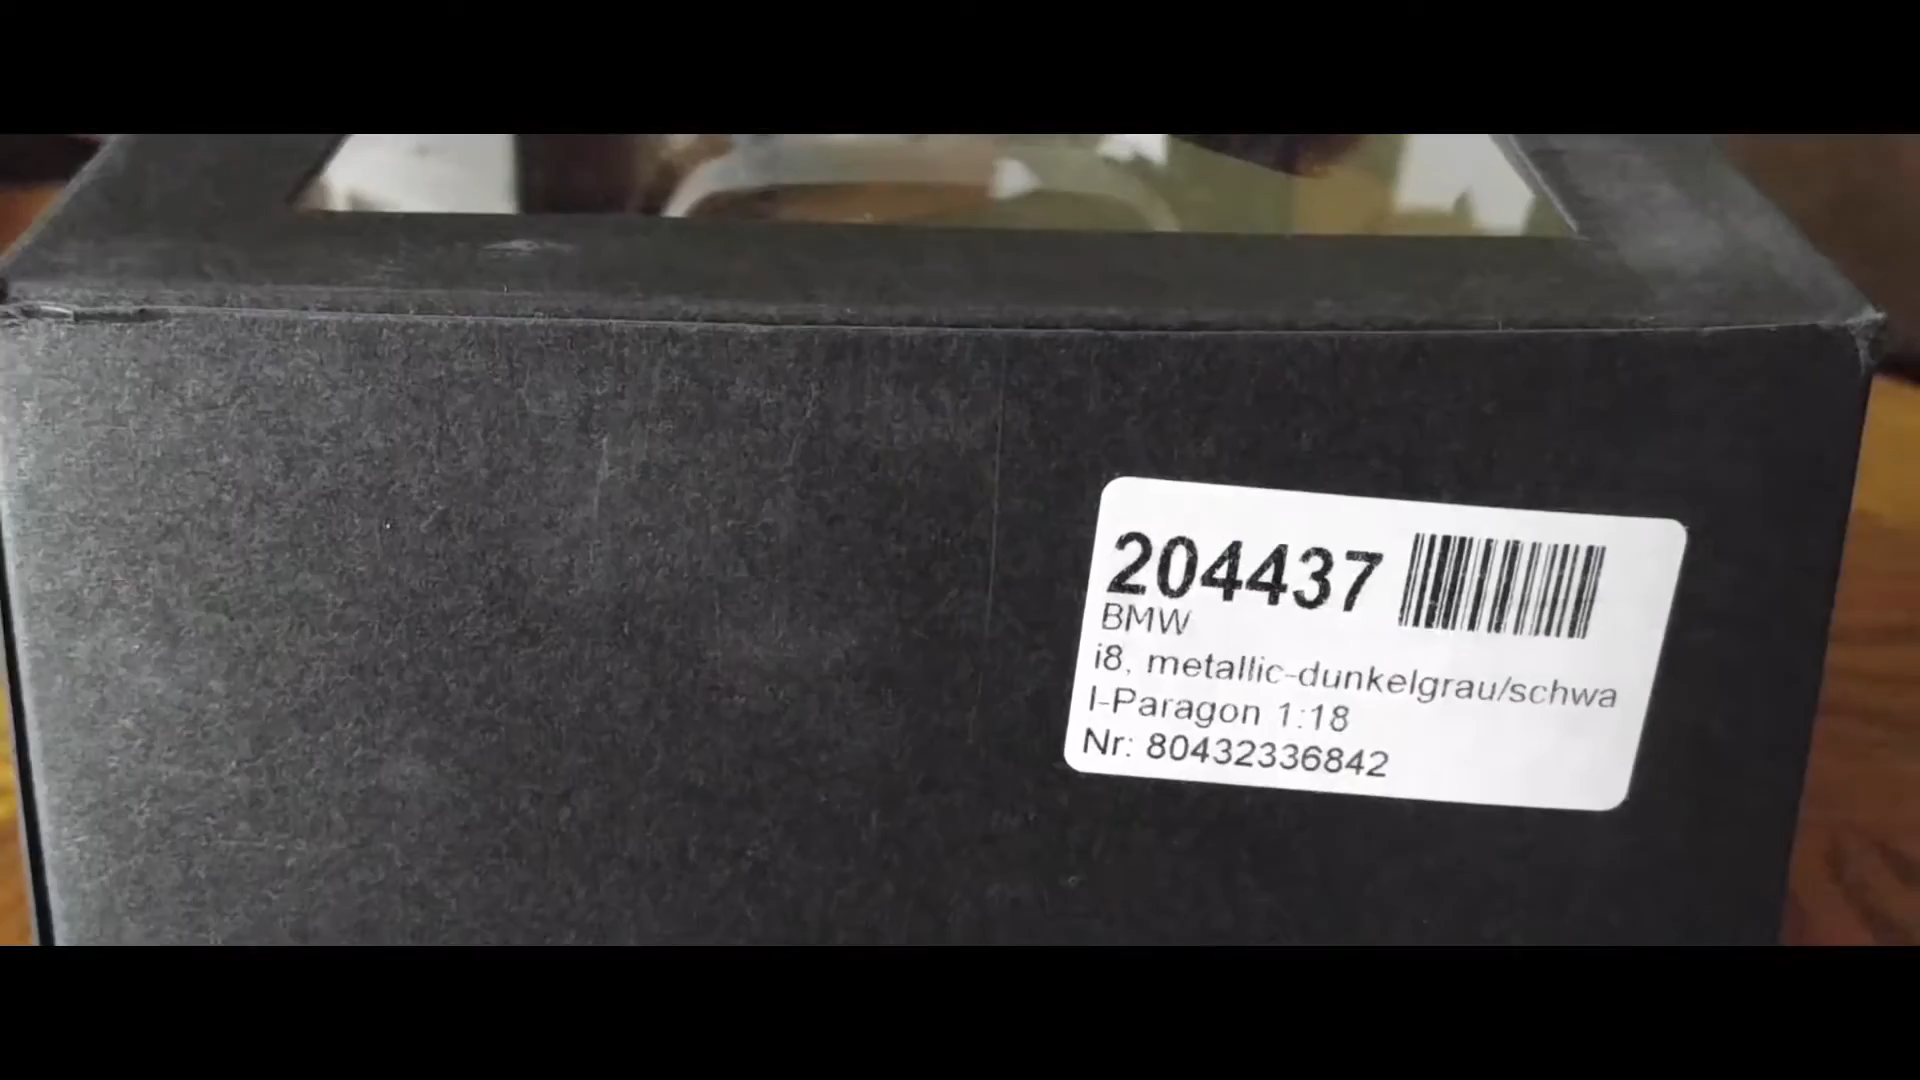 204437
BMW
i8, metallic-dunkelgrau/schwa
I-Paragon 1:18
Nr: 80432336842